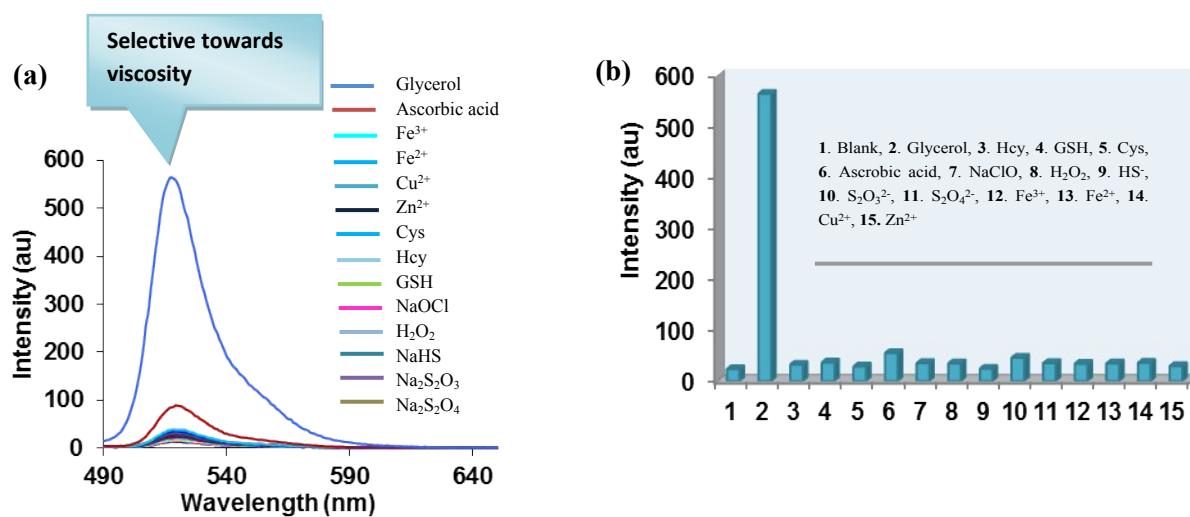 Selective towards
viscosity
(a)
Glycerol
Ascorbic acid
Fe³⁺
Fe²⁺
Cu²⁺
Zn²⁺
Cys
Hcy
GSH
NaOCl
H₂O₂
NaHS
Na₂S₂O₃
Na₂S₂O₄
600
500
400
300
200
100
0
Intensity (au)
490 540 590 640
Wavelength (nm)
(b)
600
500
400
300
200
100
0
Intensity (au)
1. Blank, 2. Glycerol, 3. Hcy, 4. GSH, 5. Cys,
6. Ascrobic acid, 7. NaClO, 8. H₂O₂, 9. HS⁻,
10. S₂O₃²⁻, 11. S₂O₄²⁻, 12. Fe³⁺, 13. Fe²⁺, 14.
Cu²⁺, 15. Zn²⁺
1 2 3 4 5 6 7 8 9 10 11 12 13 14 15